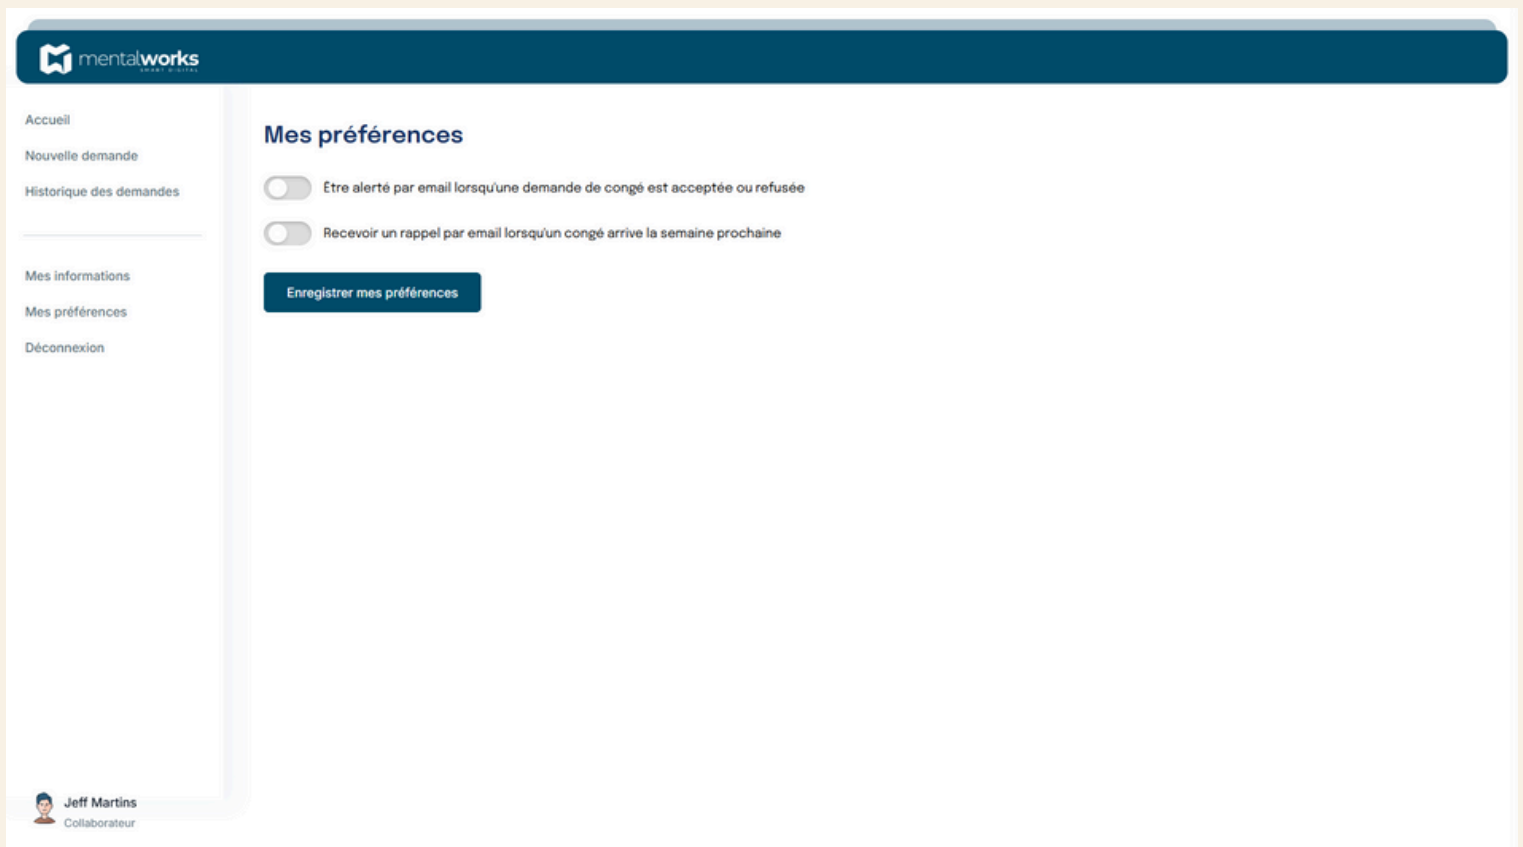 mentalworks
SMART DIGITAL
Accueil
Nouvelle demande
Historique des demandes
Mes informations
Mes préférences
Déconnexion
Mes préférences
Être alerté par email lorsqu'une demande de congé est acceptée ou refusée
Recevoir un rappel par email lorsqu'un congé arrive la semaine prochaine
Enregistrer mes préférences
Jeff Martins
Collaborateur